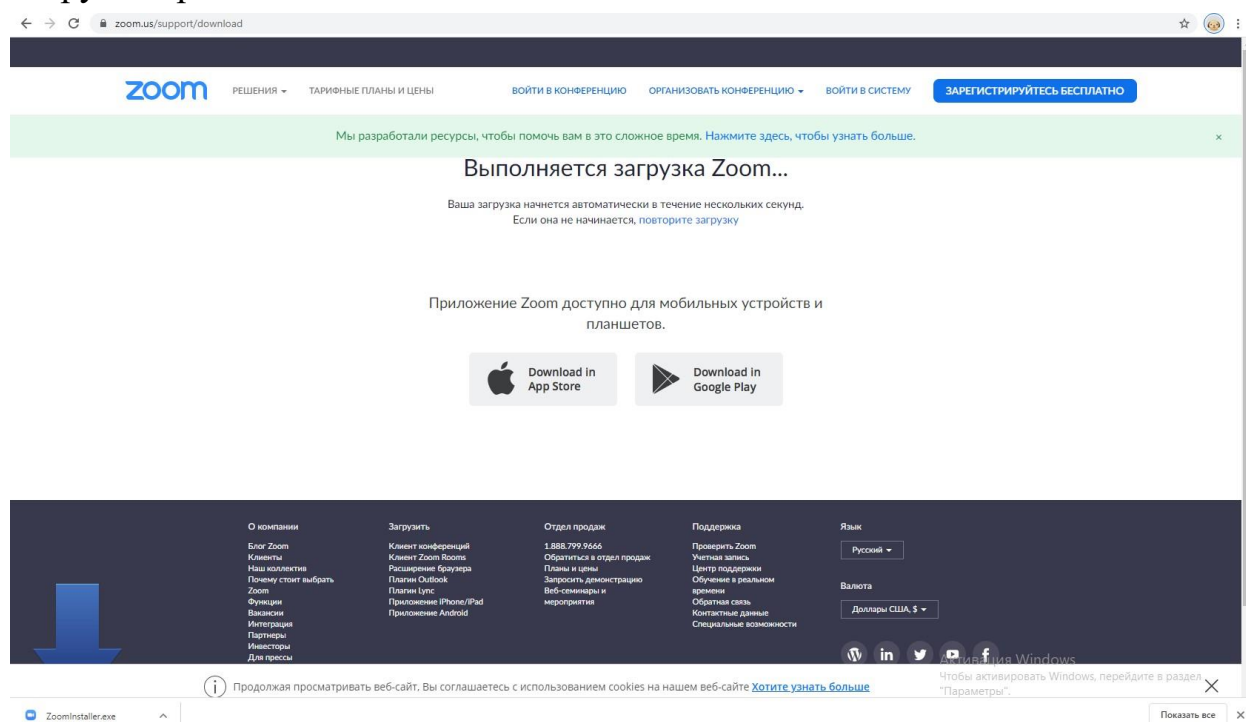 zoom.us/support/download
zoom
РЕШЕНИЯ
ТАРИФНЫЕ ПЛАНЫ И ЦЕНЫ
ВОЙТИ В КОНФЕРЕНЦИЮ
ОРГАНИЗОВАТЬ КОНФЕРЕНЦИЮ
ВОЙТИ В СИСТЕМУ
ЗАРЕГИСТРИРУЙТЕСЬ БЕСПЛАТНО
Мы разработали ресурсы, чтобы помочь вам в это сложное время. Нажмите здесь, чтобы узнать больше.
Выполняется загрузка Zoom...
Ваша загрузка начнется автоматически в течение нескольких секунд.
Если она не начинается, повторите загрузку
Приложение Zoom доступно для мобильных устройств и
планшетов.
Download in
App Store
Download in
Google Play
О компании
Блог Zoom
Клиенты
Наш коллектив
Почему стоит выбрать
Zoom
Функции
Вакансии
Интеграция
Партнеры
Инвесторы
Для прессы
Загрузить
Клиент конференций
Клиент Zoom Rooms
Расширение браузера
Плагин Outlook
Плагин Lync
Приложение iPhone/iPad
Приложение Android
Отдел продаж
1.888.799.9666
Обратиться в отдел продаж
Планы и цены
Запросить демонстрацию
Веб-семинары и
мероприятия
Поддержка
Проверить Zoom
Учетная запись
Центр поддержки
Обучение в реальном
времени
Обратная связь
Контактные данные
Специальные возможности
Язык
Русский
Валюта
Доллары США, $
Активация Windows
Чтобы активировать Windows, перейдите в раздел
"Параметры".
Продолжая просматривать веб-сайт, Вы соглашаетесь с использованием cookies на нашем веб-сайте Хотите узнать больше
ZoomInstaller.exe
Показать все